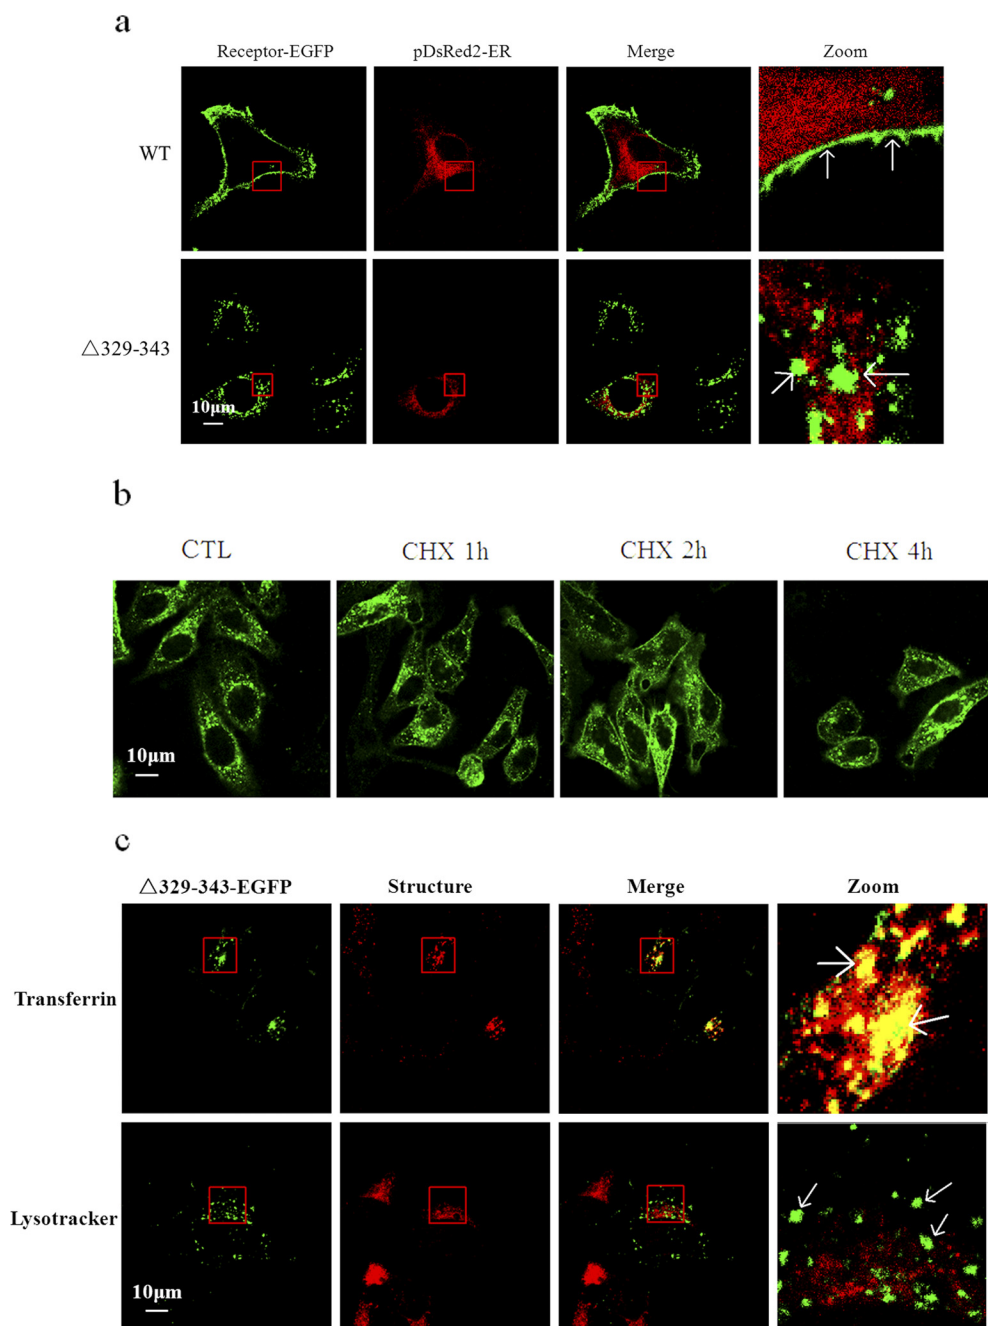 a
Receptor-EGFP pDsRed2-ER Merge Zoom
WT
△329-343
10μm
b
CTL CHX 1h CHX 2h CHX 4h
10μm
c
△329-343-EGFP Structure Merge Zoom
Transferrin
Lysotracker
10μm